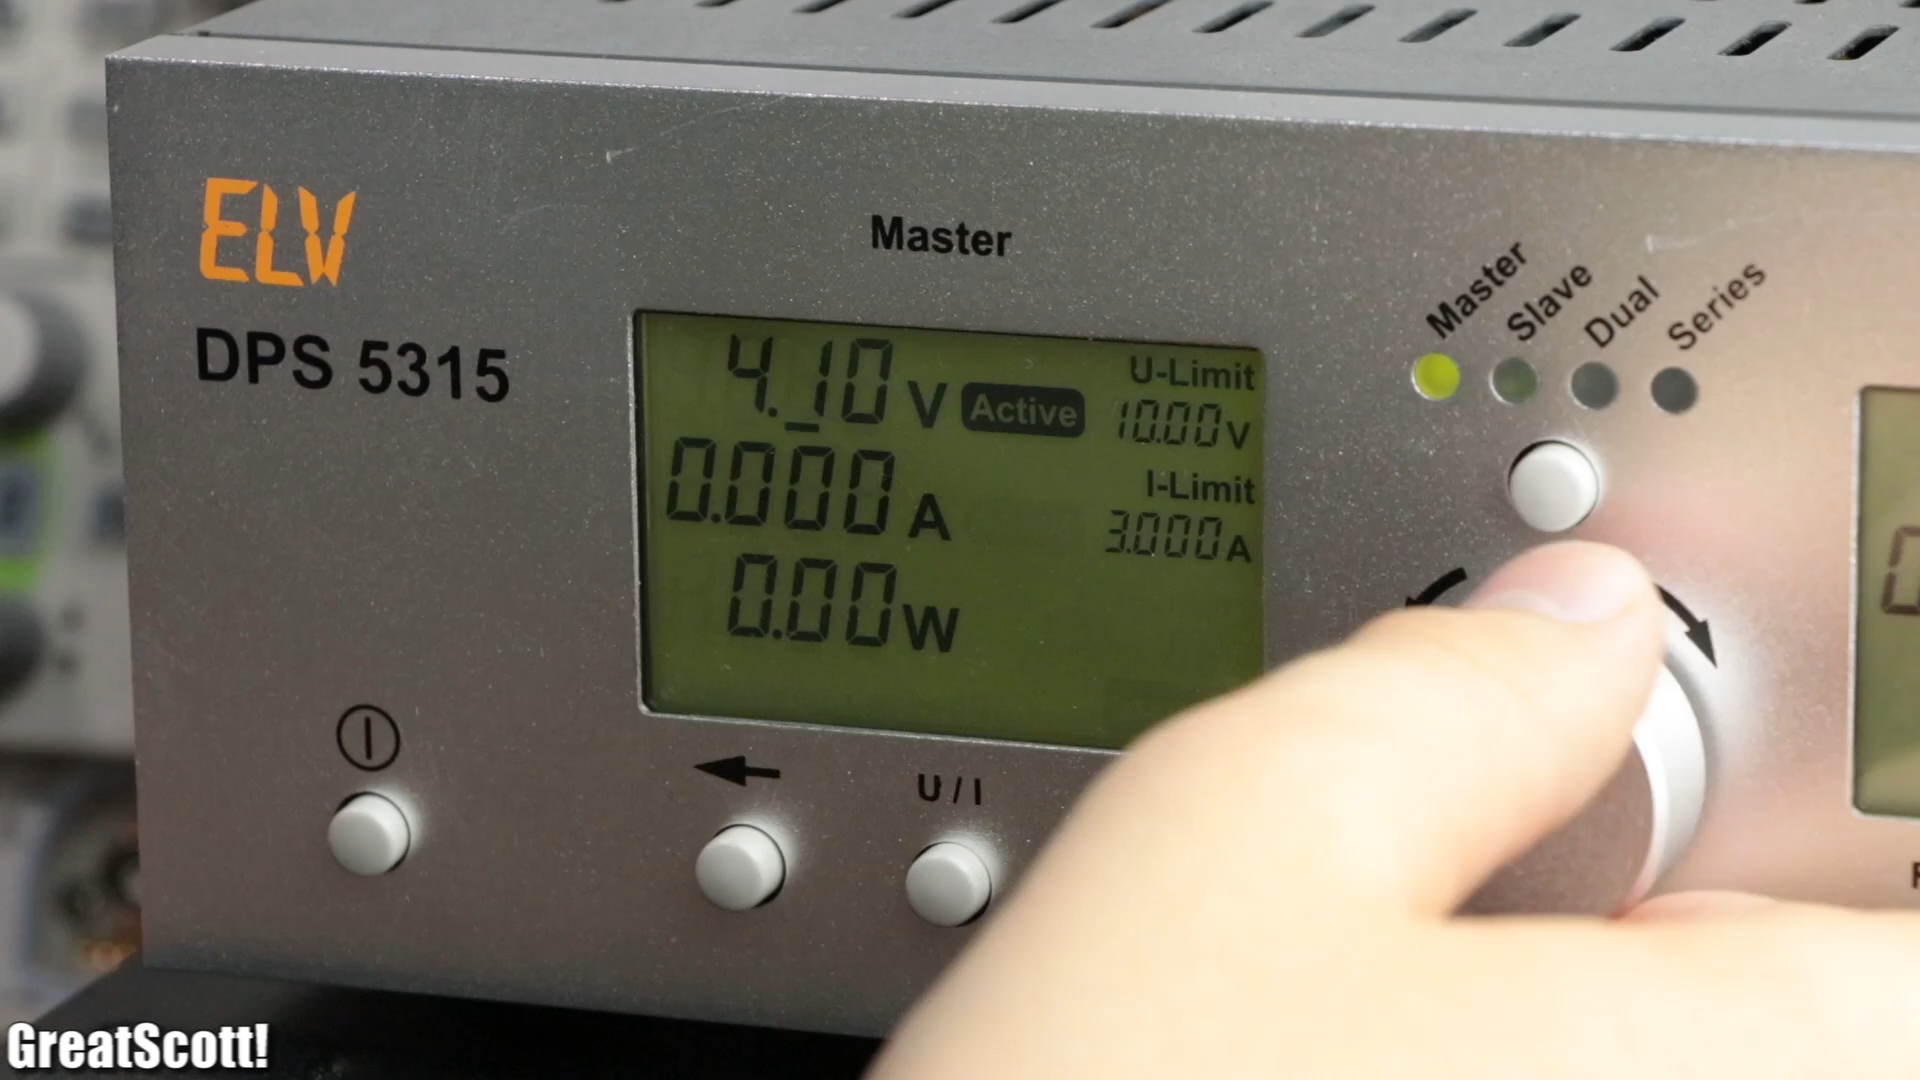 ELV
DPS 5315
Master
4.10 V Active
0.000 A
0.00 W
U-Limit
10.00 V
I-Limit
3.000 A
Master
Slave
Dual
Series
U / I
GreatScott!